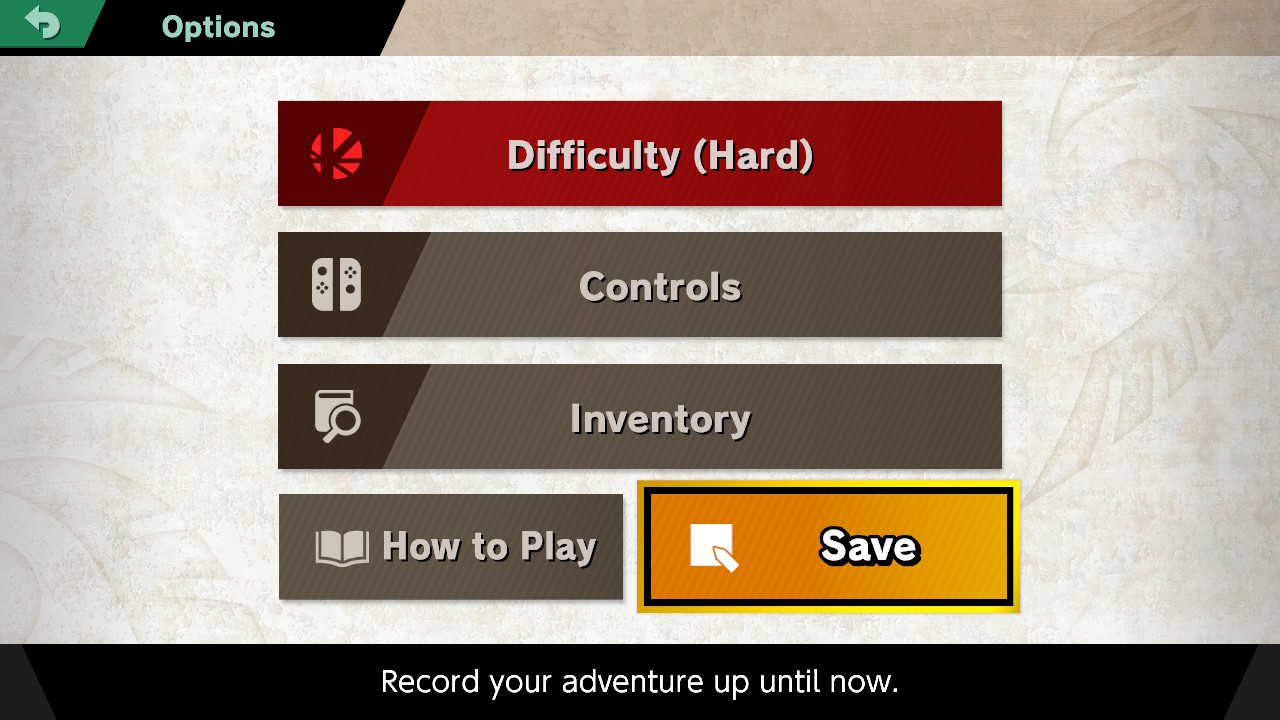 Options
Difficulty (Hard)
Controls
Inventory
How to Play
Save
Record your adventure up until now.